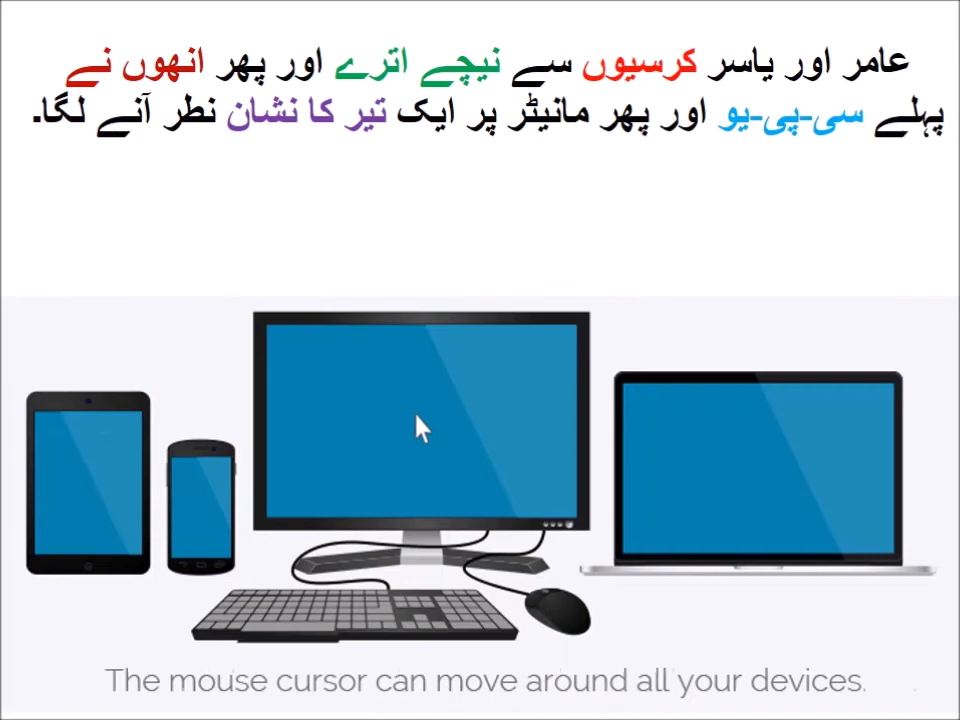 عامر اور یاسر کرسیوں سے نیچے اترے اور پھر انھوں نے
پہلے سی-پی-یو اور پھر مانیٹر پر ایک تیر کا نشان نطر آنے لگا۔
The mouse cursor can move around all your devices.